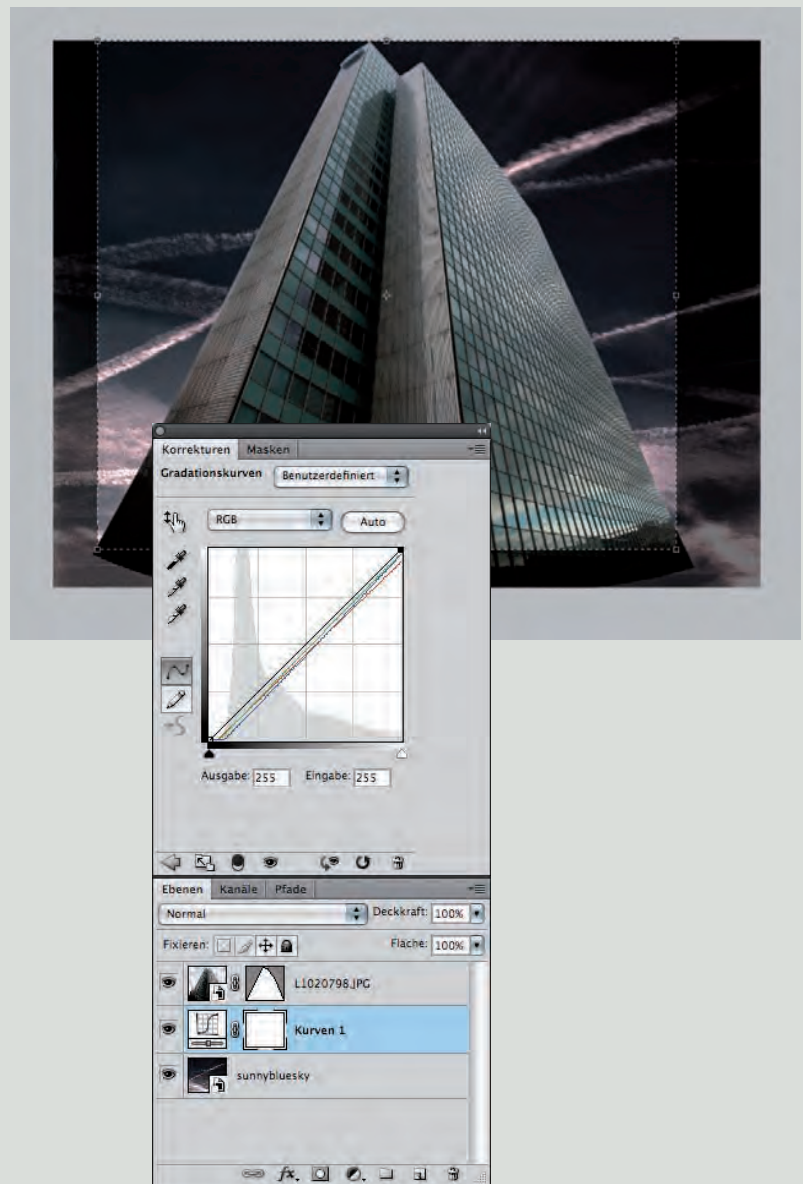 Korrekturen Masken
Gradationskurven Benutzerdefiniert
RGB Auto
Ausgabe: 255 Eingabe: 255
Ebenen Kanäle Pfade
Normal Deckkraft: 100%
Fixieren: Fläche: 100%
L1020798.JPG
Kurven 1
sunnybluesky
fx.